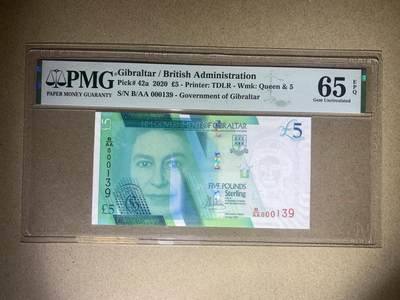 PMG
PAPER MONEY GUARANTY
Gibraltar / British Administration
Pick# 42a 2020 £5 - Printer: TDLR - Wmk: Queen & 5
S/N B/AA 000139 - Government of Gibraltar
65 EPQ
Gem Uncirculated
HM GOVERNMENT OF GIBRALTAR
£5
B/AA 000139
FIVE POUNDS
Sterling
£5
B/AA 000139